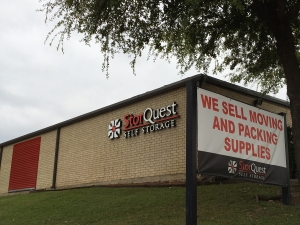 StorQuest
SELF STORAGE
WE SELL MOVING
AND PACKING
SUPPLIES
StorQuest
SELF STORAGE